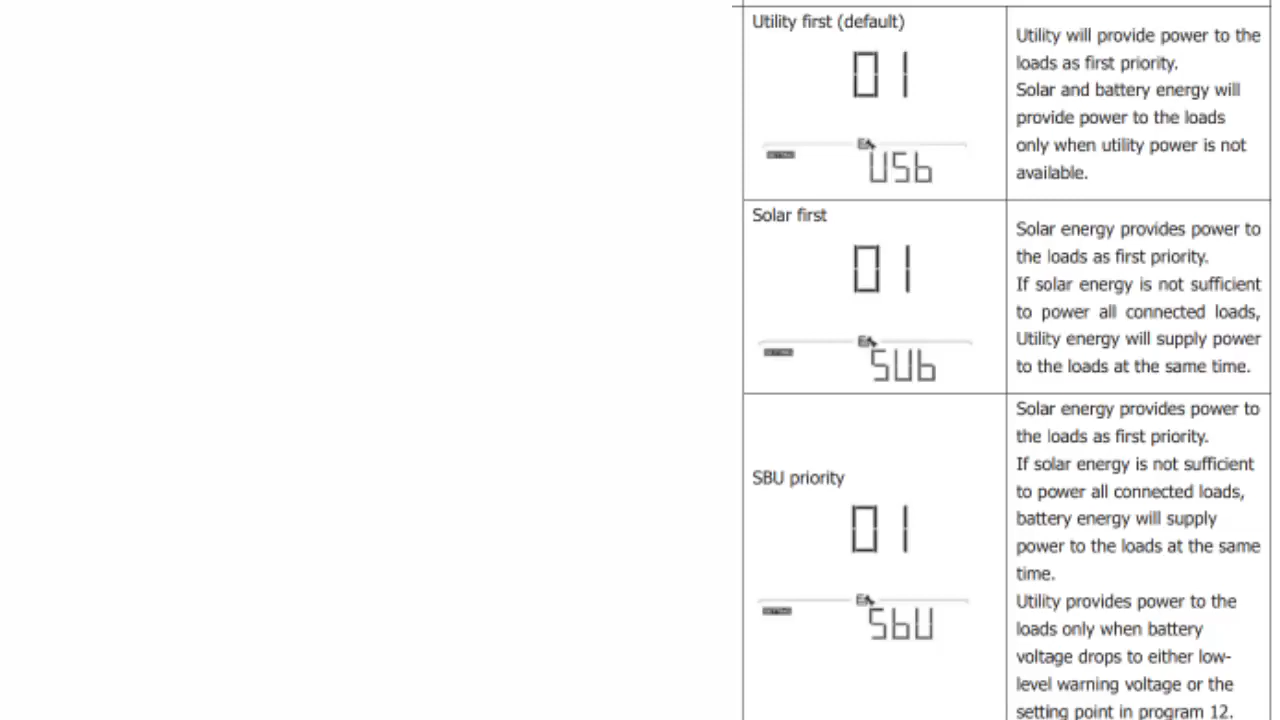 Utility first (default)
01
USb
Utility will provide power to the
loads as first priority.
Solar and battery energy will
provide power to the loads
only when utility power is not
available.
Solar first
01
SUb
Solar energy provides power to
the loads as first priority.
If solar energy is not sufficient
to power all connected loads,
Utility energy will supply power
to the loads at the same time.
SBU priority
01
SbU
Solar energy provides power to
the loads as first priority.
If solar energy is not sufficient
to power all connected loads,
battery energy will supply
power to the loads at the same
time.
Utility provides power to the
loads only when battery
voltage drops to either low-
level warning voltage or the
setting point in program 12.